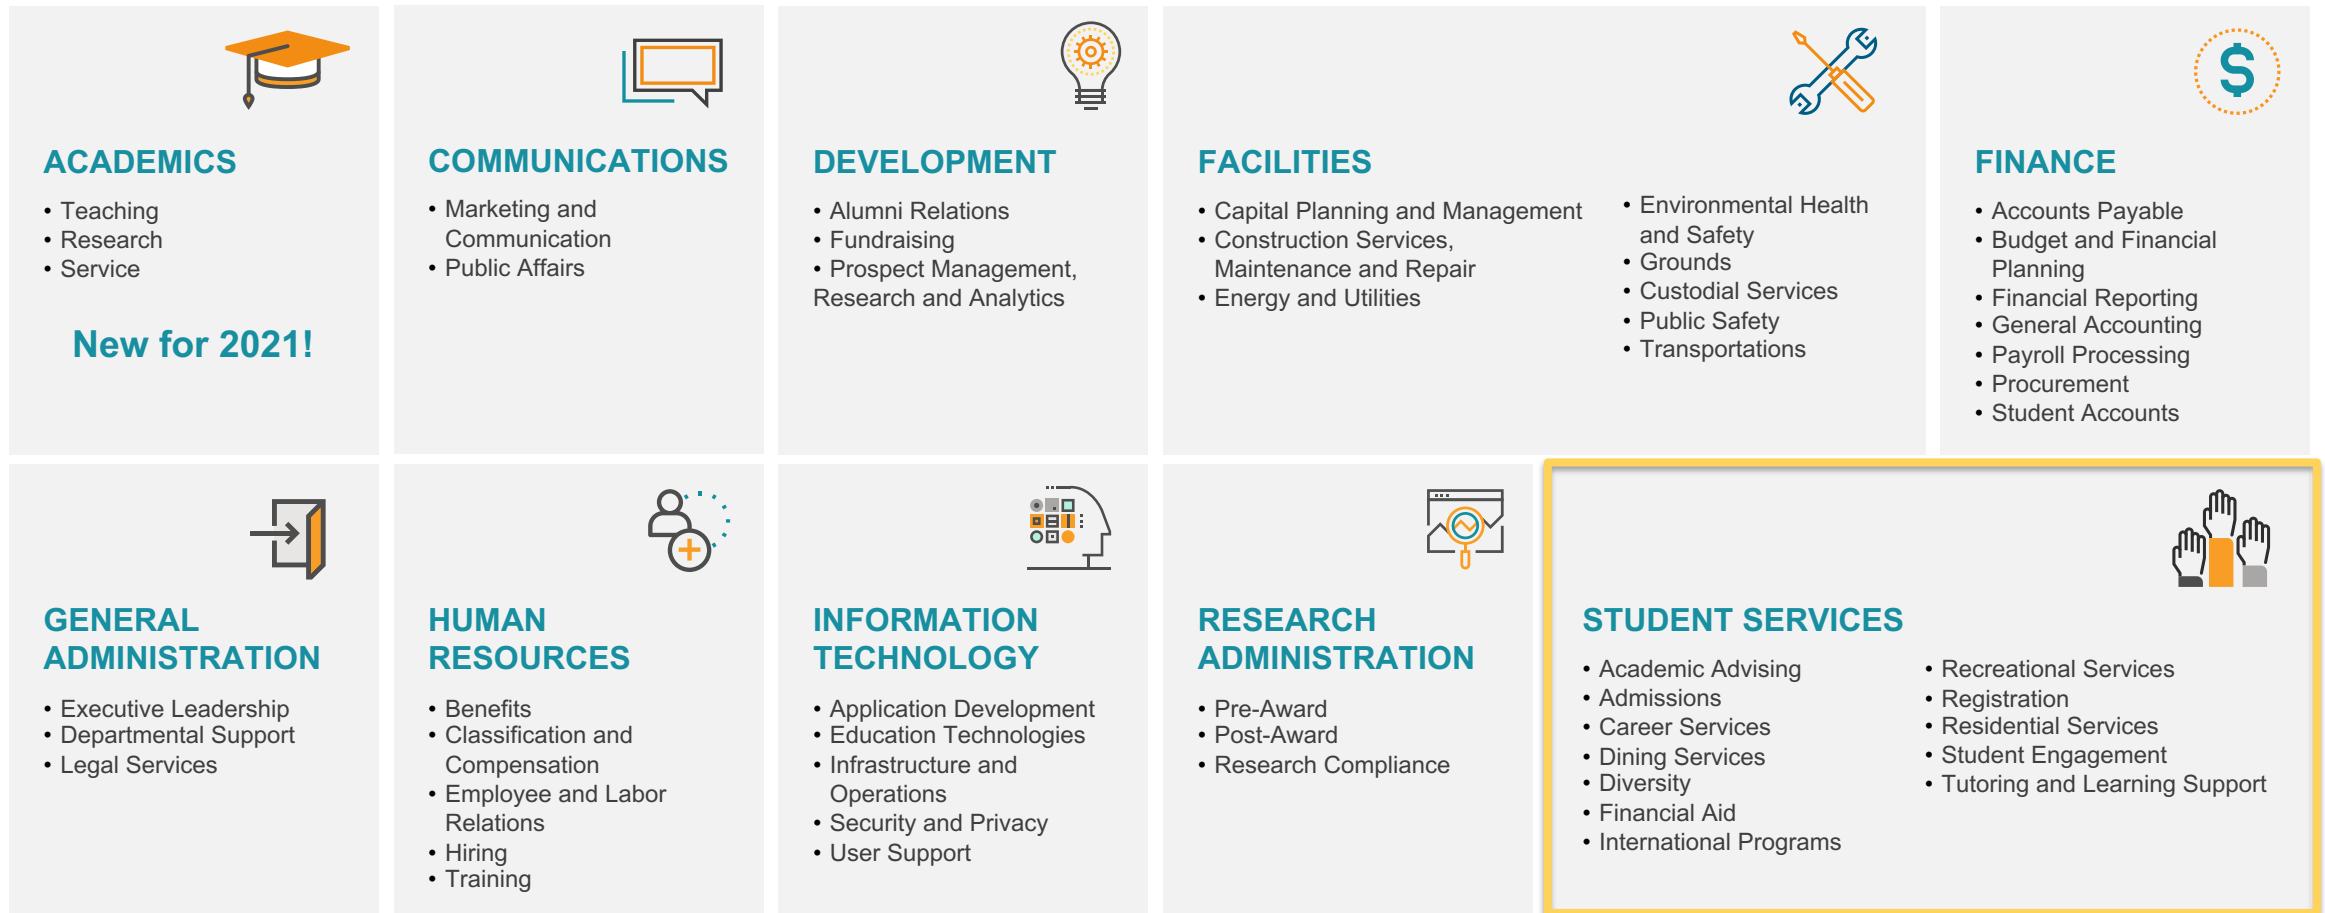 ACADEMICS
• Teaching
• Research
• Service
New for 2021!
COMMUNICATIONS
• Marketing and
Communication
• Public Affairs
DEVELOPMENT
• Alumni Relations
• Fundraising
• Prospect Management,
Research and Analytics
FACILITIES
• Capital Planning and Management
• Construction Services,
Maintenance and Repair
• Energy and Utilities
• Environmental Health
and Safety
• Grounds
• Custodial Services
• Public Safety
• Transportations
$
FINANCE
• Accounts Payable
• Budget and Financial
Planning
• Financial Reporting
• General Accounting
• Payroll Processing
• Procurement
• Student Accounts
GENERAL
ADMINISTRATION
• Executive Leadership
• Departmental Support
• Legal Services
HUMAN
RESOURCES
• Benefits
• Classification and
Compensation
• Employee and Labor
Relations
• Hiring
• Training
INFORMATION
TECHNOLOGY
• Application Development
• Education Technologies
• Infrastructure and
Operations
• Security and Privacy
• User Support
RESEARCH
ADMINISTRATION
• Pre-Award
• Post-Award
• Research Compliance
STUDENT SERVICES
• Academic Advising
• Admissions
• Career Services
• Dining Services
• Diversity
• Financial Aid
• International Programs
• Recreational Services
• Registration
• Residential Services
• Student Engagement
• Tutoring and Learning Support